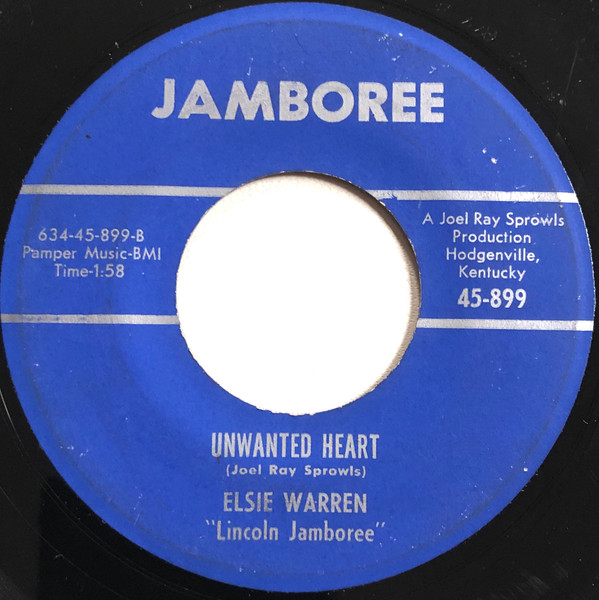 JAMBOREE
634-45-899-B
Pamper Music-BMI
Time-1:58
A Joel Ray Sprowls
Production
Hodgenville,
Kentucky
45-899
UNWANTED HEART
(Joel Ray Sprowls)
ELSIE WARREN
"Lincoln Jamboree"